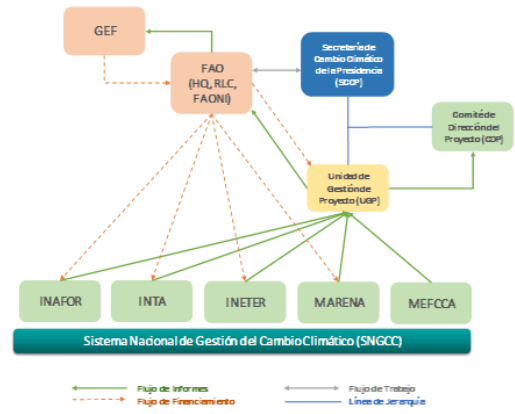 GEF
FAO
(HQ, RLC,
FAONI)
Secretaría de
Cambio Climático
de la Presidencia
(SCCP)
Comité de
Dirección del
Proyecto (CDP)
Unidad de
Gestión de
Proyecto (UGP)
INAFOR
INTA
INETER
MARENA
MEFCCA
Sistema Nacional de Gestión del Cambio Climático (SNGCC)
Flujo de Informes
Flujo de Trabajo
Flujo de Financiamiento
Línea de Jerarquía